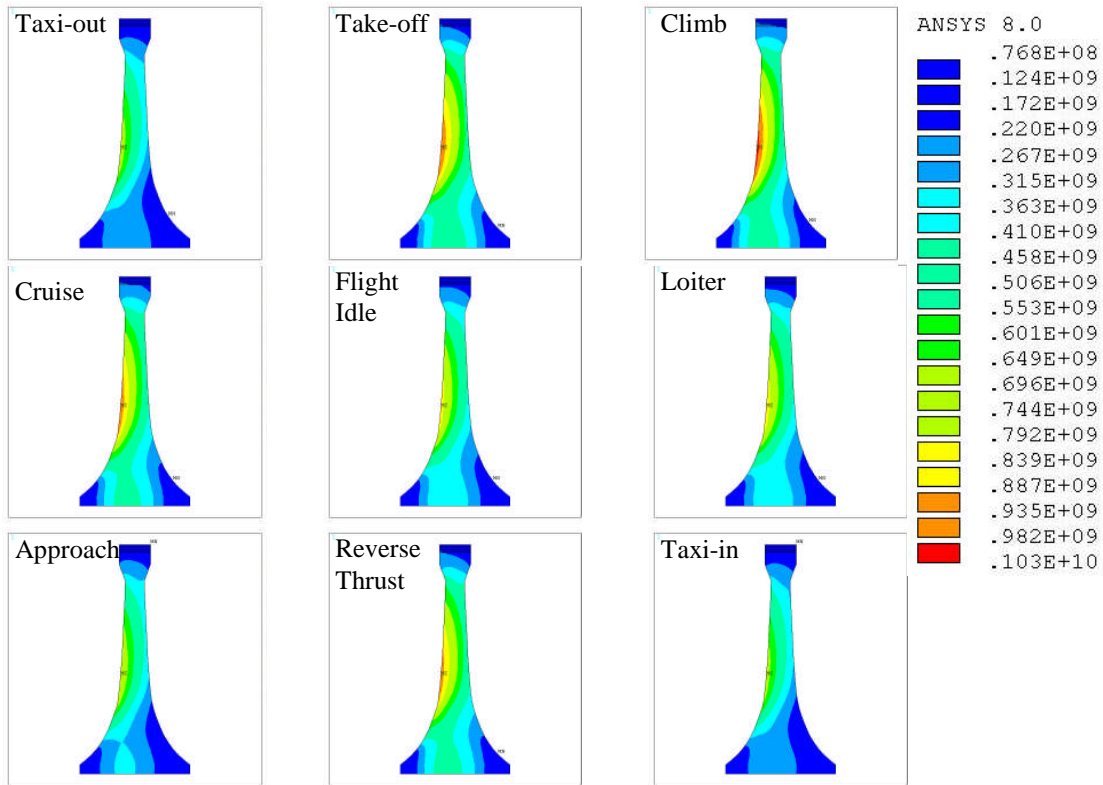 Taxi-out
Take-off
Climb
ANSYS 8.0
.768E+08
.124E+09
.172E+09
.220E+09
.267E+09
.315E+09
.363E+09
.410E+09
.458E+09
.506E+09
.553E+09
.601E+09
.649E+09
.696E+09
.744E+09
.792E+09
.839E+09
.887E+09
.935E+09
.982E+09
.103E+10
Cruise
Flight
Idle
Loiter
Approach
Reverse
Thrust
Taxi-in